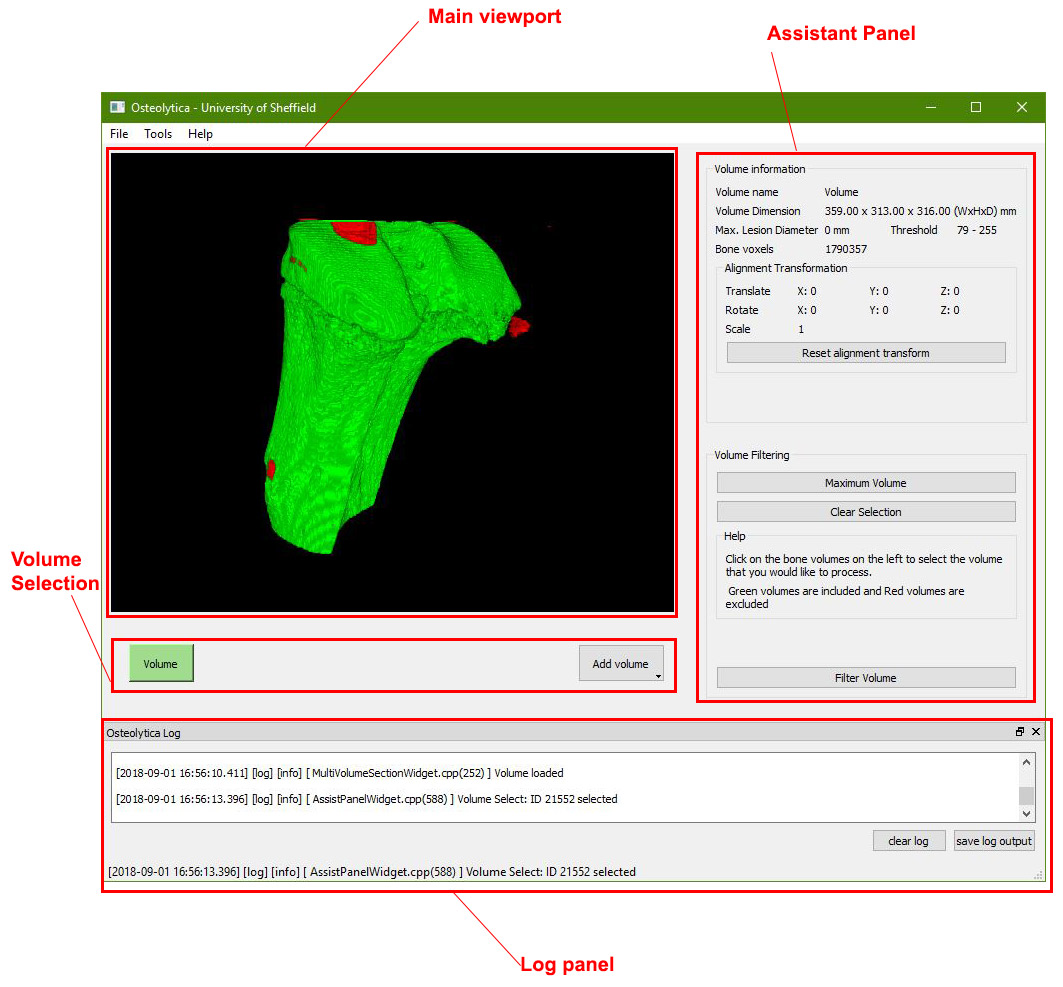 Main viewport
Assistant Panel
Osteolytica - University of Sheffield
File Tools Help
Volume information
Volume name Volume
Volume Dimension 359.00 x 313.00 x 316.00 (WxHxD) mm
Max. Lesion Diameter 0 mm Threshold 79 - 255
Bone voxels 1790357
Alignment Transformation
Translate X: 0 Y: 0 Z: 0
Rotate X: 0 Y: 0 Z: 0
Scale 1
Reset alignment transform
Volume Filtering
Maximum Volume
Clear Selection
Help
Click on the bone volumes on the left to select the volume
that you would like to process.
Green volumes are included and Red volumes are
excluded
Filter Volume
Volume
Selection
Volume Add volume
Osteolytica Log
[2018-09-01 16:56:10.411] [log] [info] [ MultiVolumeSectionWidget.cpp(252) ] Volume loaded
[2018-09-01 16:56:13.396] [log] [info] [ AssistPanelWidget.cpp(588) ] Volume Select: ID 21552 selected
clear log save log output
[2018-09-01 16:56:13.396] [log] [info] [ AssistPanelWidget.cpp(588) ] Volume Select: ID 21552 selected
Log panel